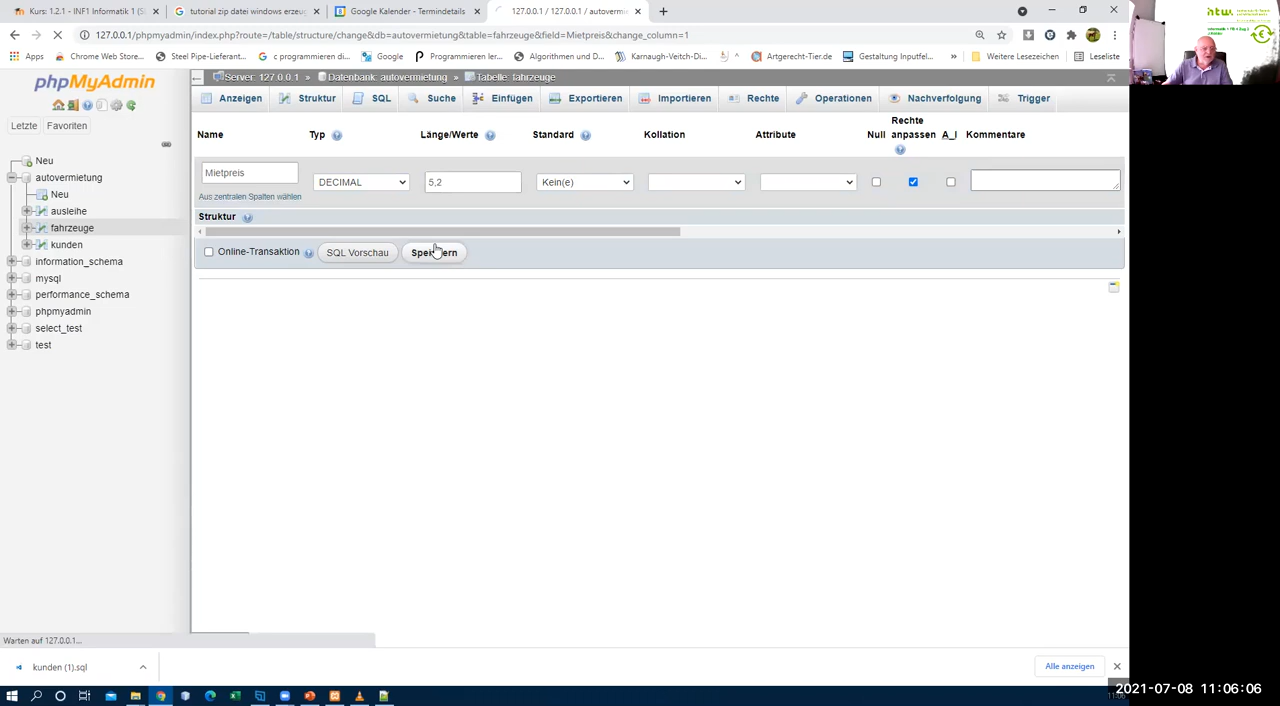 Kurs: 1.2.1 - INF1 Informatik 1 (S
tutorial zip datei windows erzeug
Google Kalender - Termindetails
127.0.0.1 / 127.0.0.1 / autovermie
127.0.0.1/phpmyadmin/index.php?route=/table/structure/change&db=autovermietung&table=fahrzeuge&field=Mietpreis&change_column=1
Apps
Chrome Web Store...
Steel Pipe-Lieferant...
c programmieren d...
Google
Programmieren ler...
Algorithmen und D...
Karnaugh-Veitch-Di...
Artgerecht-Tier.de
Gestaltung Inputfel...
»
Weitere Lesezeichen
Leseliste
phpMyAdmin
Server: 127.0.0.1 » Datenbank: autovermietung » Tabelle: fahrzeuge
Anzeigen
Struktur
SQL
Suche
Einfügen
Exportieren
Importieren
Rechte
Operationen
Nachverfolgung
Trigger
Letzte
Favoriten
Neu
autovermietung
Neu
ausleihe
fahrzeuge
kunden
information_schema
mysql
performance_schema
phpmyadmin
select_test
test
Name
Typ
Länge/Werte
Standard
Kollation
Attribute
Null
Rechte
anpassen
A_I
Kommentare
Mietpreis
DECIMAL
5,2
Kein(e)
Aus zentralen Spalten wählen
Struktur
Online-Transaktion
SQL Vorschau
Speichern
Warten auf 127.0.0.1...
kunden (1).sql
Alle anzeigen
2021-07-08 11:06:06